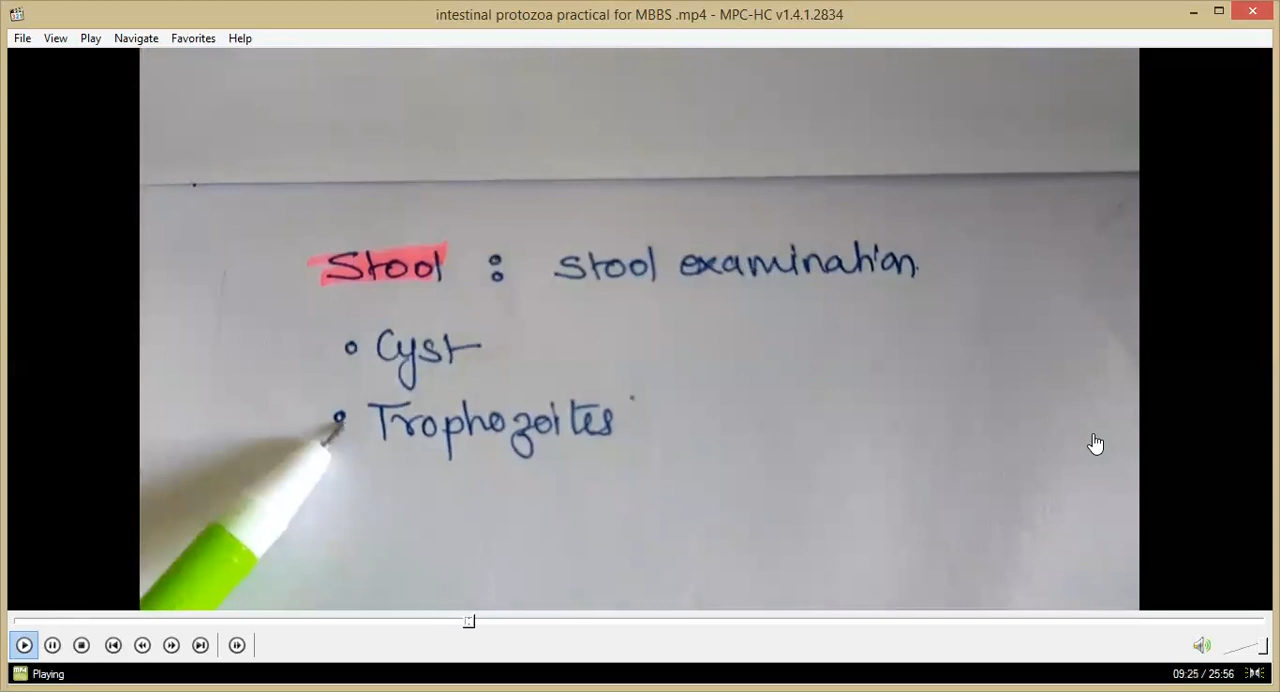 intestinal protozoa practical for MBBS .mp4 - MPC-HC v1.4.1.2834
File View Play Navigate Favorites Help
Stool : stool examination.
• Cyst
• Trophozoites
Playing
09:25 / 25:56